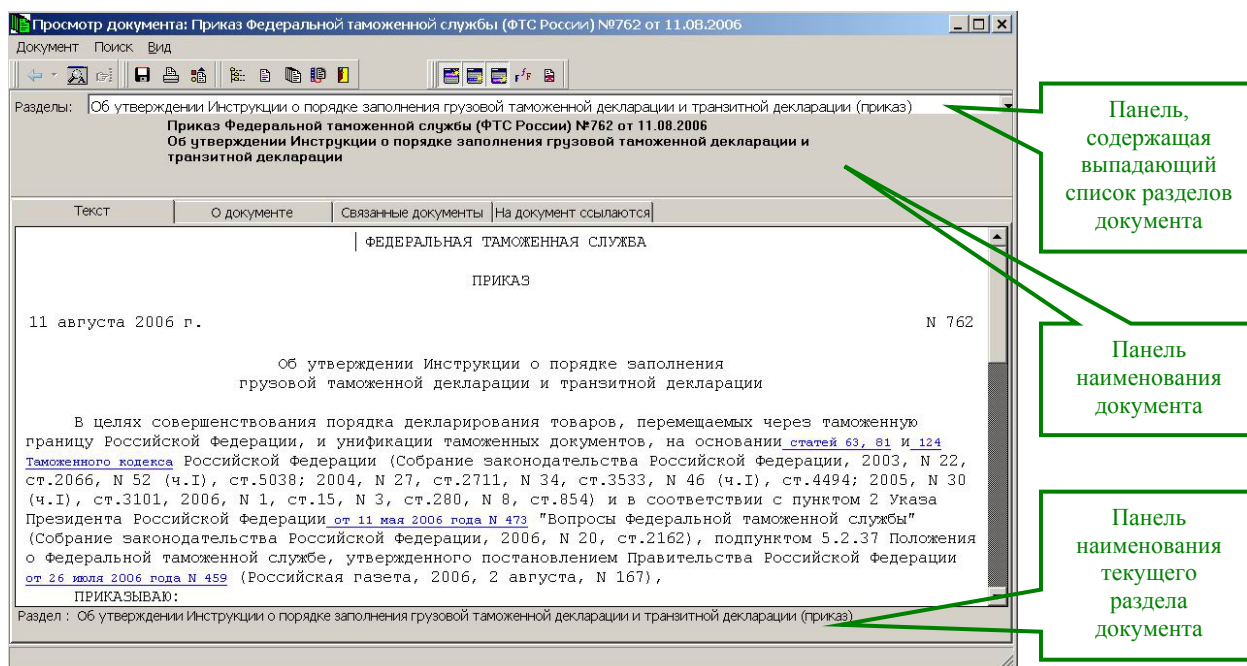 Просмотр документа: Приказ Федеральной таможенной службы (ФТС России) №762 от 11.08.2006
Документ Поиск Вид
Разделы: Об утверждении Инструкции о порядке заполнения грузовой таможенной декларации и транзитной декларации (приказ)
Приказ Федеральной таможенной службы (ФТС России) №762 от 11.08.2006
Об утверждении Инструкции о порядке заполнения грузовой таможенной декларации и
транзитной декларации
Текст О документе Связанные документы На документ ссылаются
ФЕДЕРАЛЬНАЯ ТАМОЖЕННАЯ СЛУЖБА
ПРИКАЗ
11 августа 2006 г. N 762
Об утверждении Инструкции о порядке заполнения
грузовой таможенной декларации и транзитной декларации
В целях совершенствования порядка декларирования товаров, перемещаемых через таможенную
границу Российской Федерации, и унификации таможенных документов, на основании статей 63, 81 и 124
Таможенного кодекса Российской Федерации (Собрание законодательства Российской Федерации, 2003, N 22,
ст.2066, N 52 (ч.I), ст.5038; 2004, N 27, ст.2711, N 34, ст.3533, N 46 (ч.I), ст.4494; 2005, N 30
(ч.I), ст.3101, 2006, N 1, ст.15, N 3, ст.280, N 8, ст.854) и в соответствии с пунктом 2 Указа
Президента Российской Федерации от 11 мая 2006 года N 473 "Вопросы Федеральной таможенной службы"
(Собрание законодательства Российской Федерации, 2006, N 20, ст.2162), подпунктом 5.2.37 Положения
о Федеральной таможенной службе, утвержденного постановлением Правительства Российской Федерации
от 26 июля 2006 года N 459 (Российская газета, 2006, 2 августа, N 167),
ПРИКАЗЫВАЮ:
Раздел : Об утверждении Инструкции о порядке заполнения грузовой таможенной декларации и транзитной декларации (приказ)
Панель,
содержащая
выпадающий
список разделов
документа
Панель
наименования
документа
Панель
наименования
текущего
раздела
документа